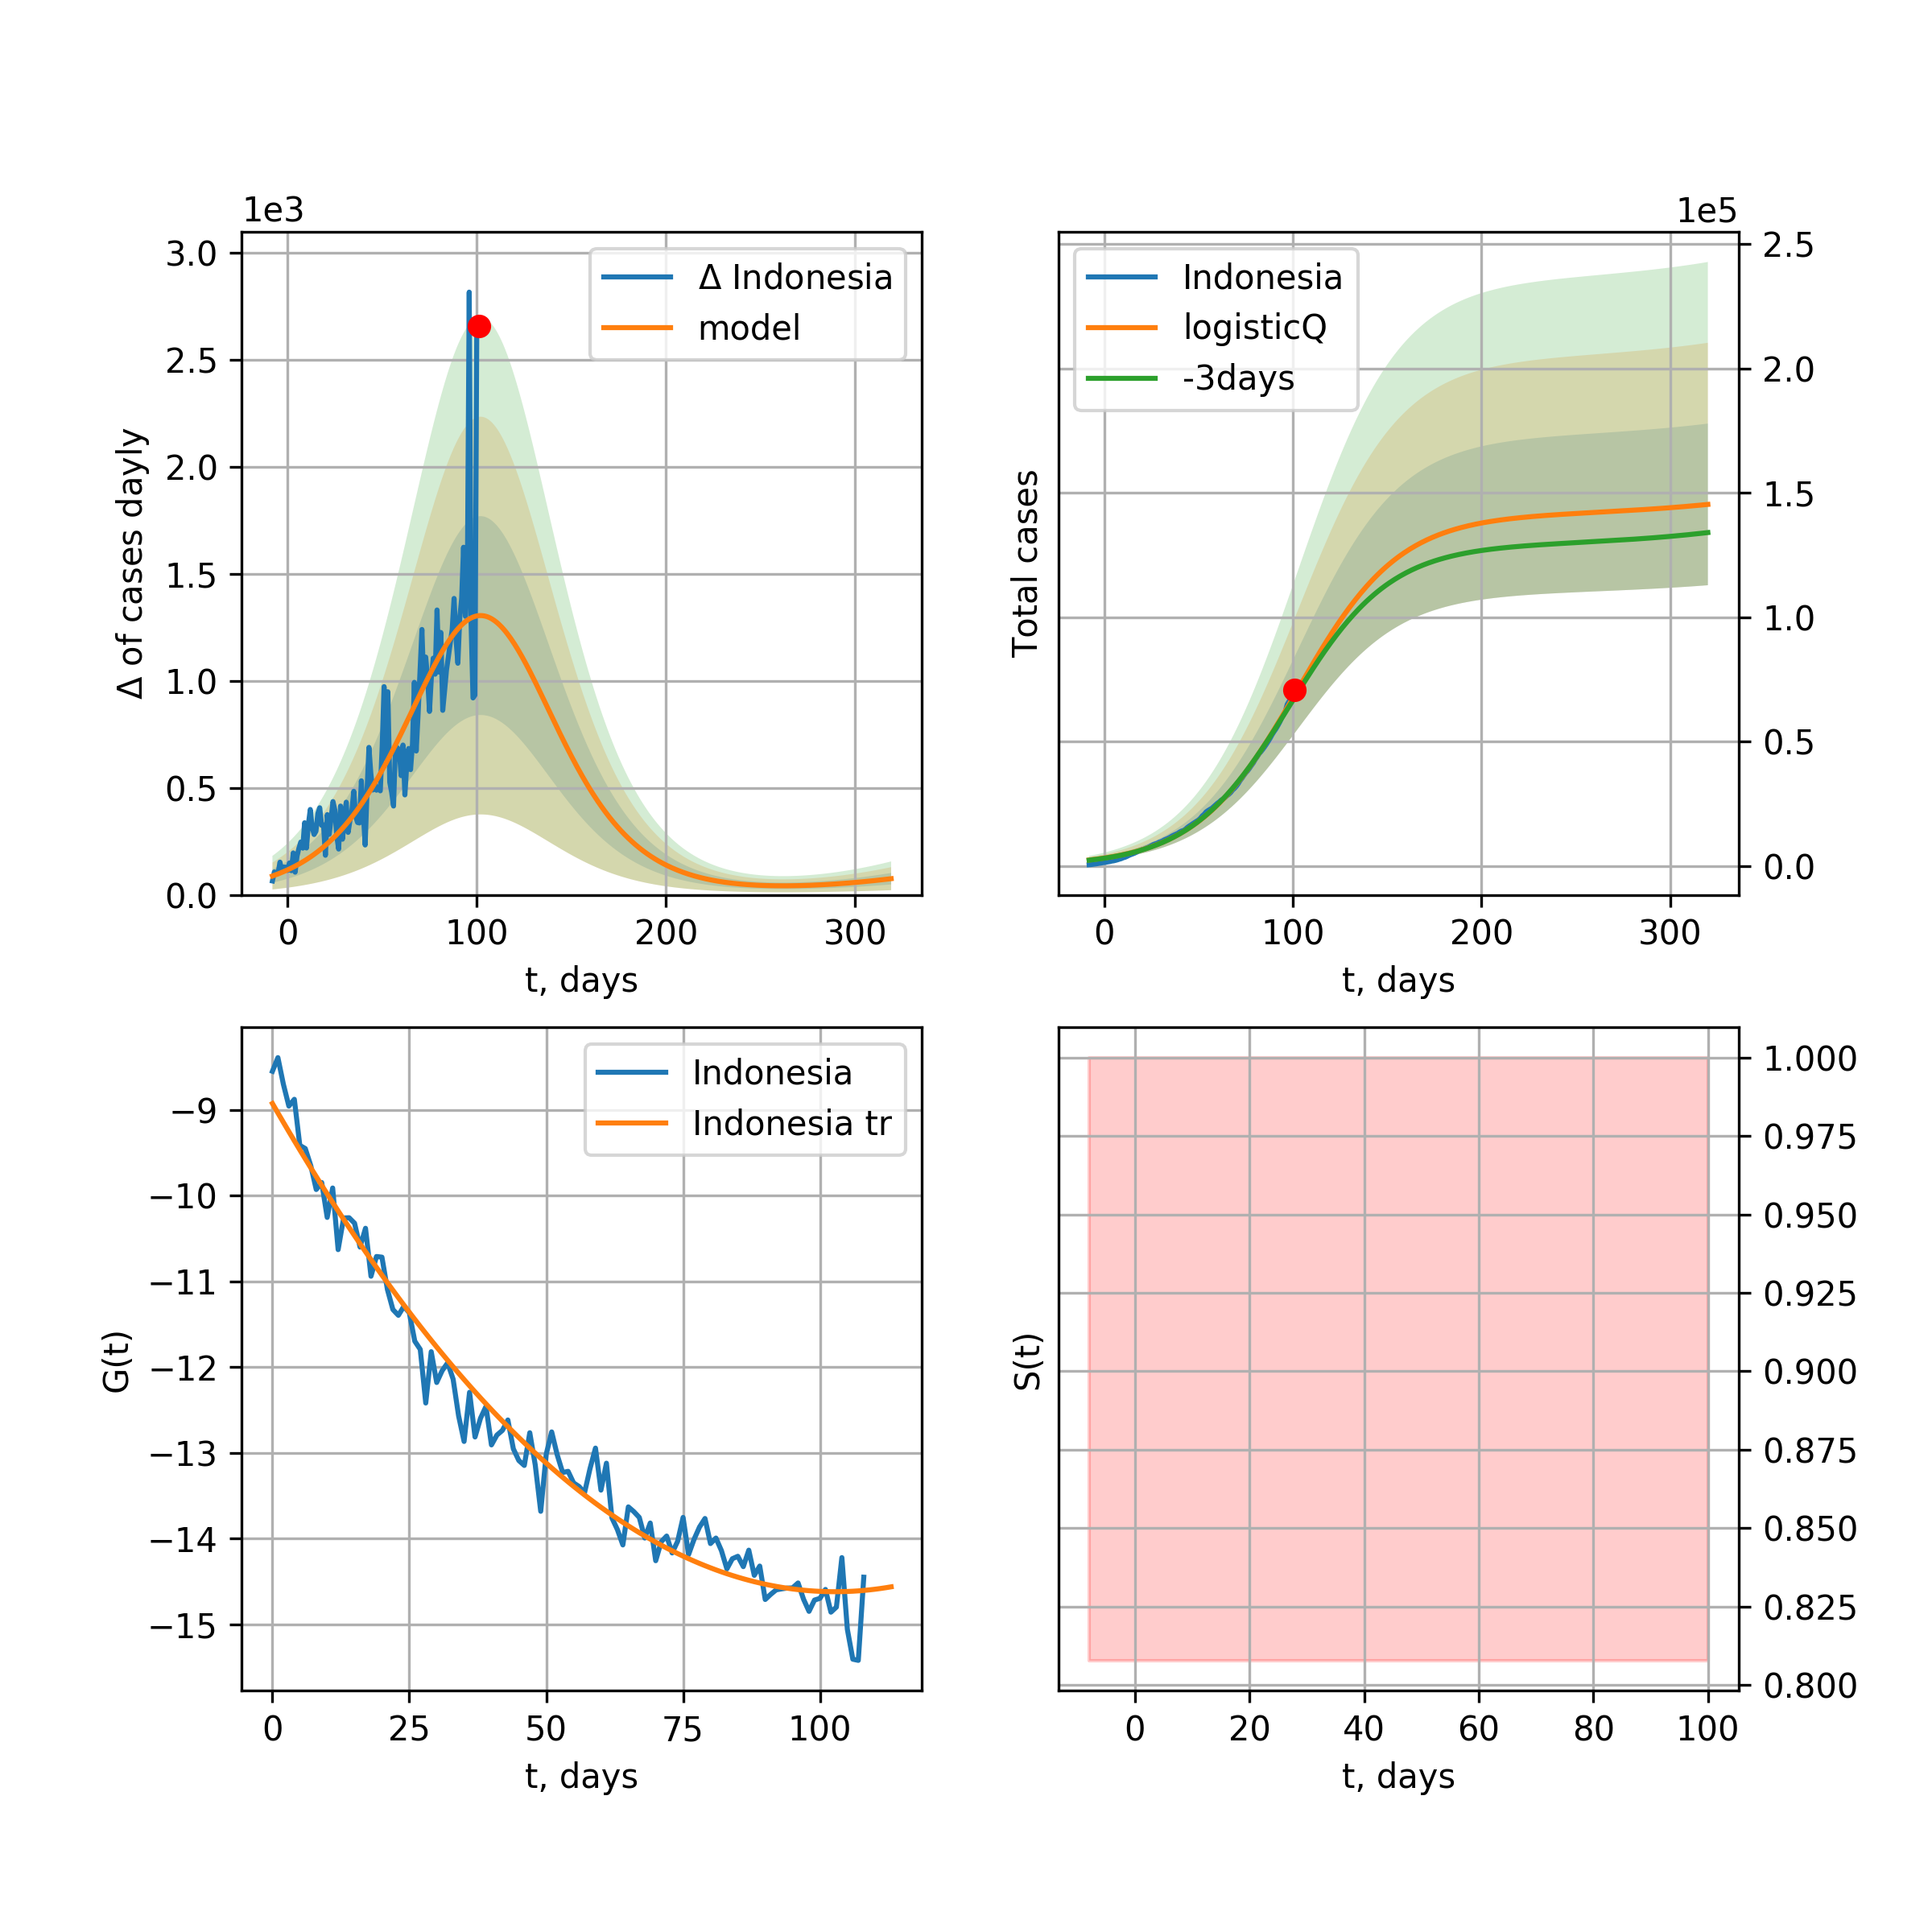 1e3
3.0
2.5
2.0
1.5
1.0
0.5
0.0
Δ of cases dayly
Δ Indonesia
model
0 100 200 300
t, days
1e5
Indonesia
logisticQ
-3days
Total cases
2.5
2.0
1.5
1.0
0.5
0.0
0 100 200 300
t, days
−9
−10
−11
−12
−13
−14
−15
G(t)
Indonesia
Indonesia tr
0 25 50 75 100
t, days
S(t)
1.000
0.975
0.950
0.925
0.900
0.875
0.850
0.825
0.800
0 20 40 60 80 100
t, days